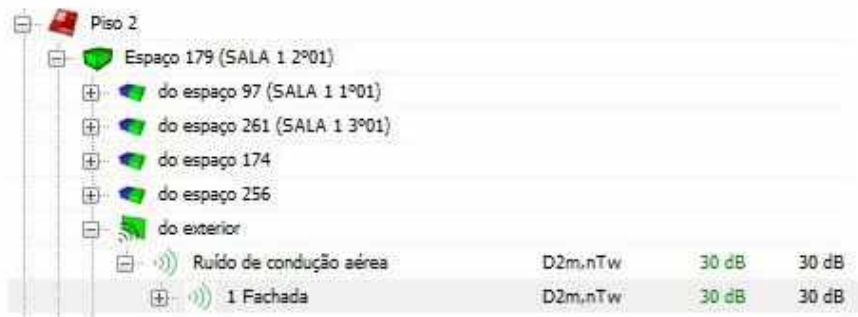 Piso 2
Espaço 179 (SALA 1 2º01)
do espaço 97 (SALA 1 1º01)
do espaço 261 (SALA 1 3º01)
do espaço 174
do espaço 256
do exterior
Ruído de condução aérea D2m,nTw 30 dB 30 dB
1 Fachada D2m,nTw 30 dB 30 dB